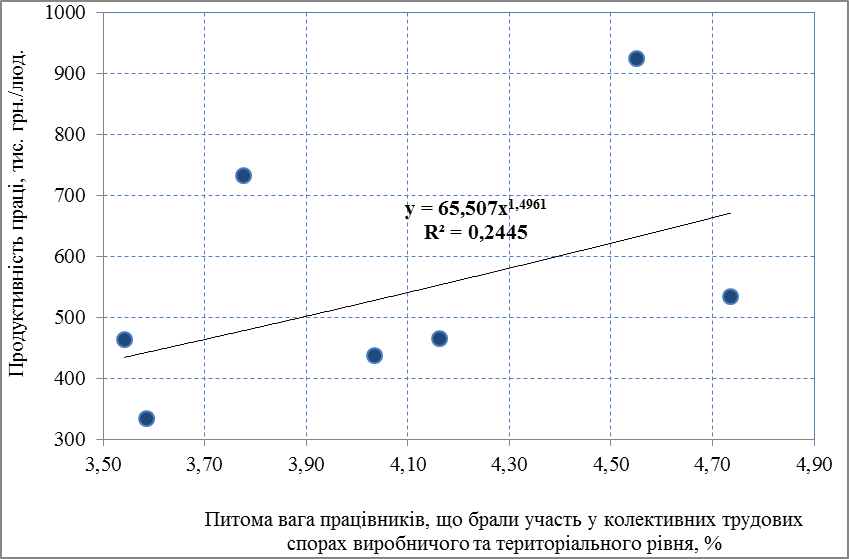 Продуктивність праці, тис. грн./люд.
1000
900
800
700
600
500
400
300
y = 65,507x^1,4961
R² = 0,2445
3,50 3,70 3,90 4,10 4,30 4,50 4,70 4,90
Питома вага працівників, що брали участь у колективних трудових
спорах виробничого та територіального рівня, %